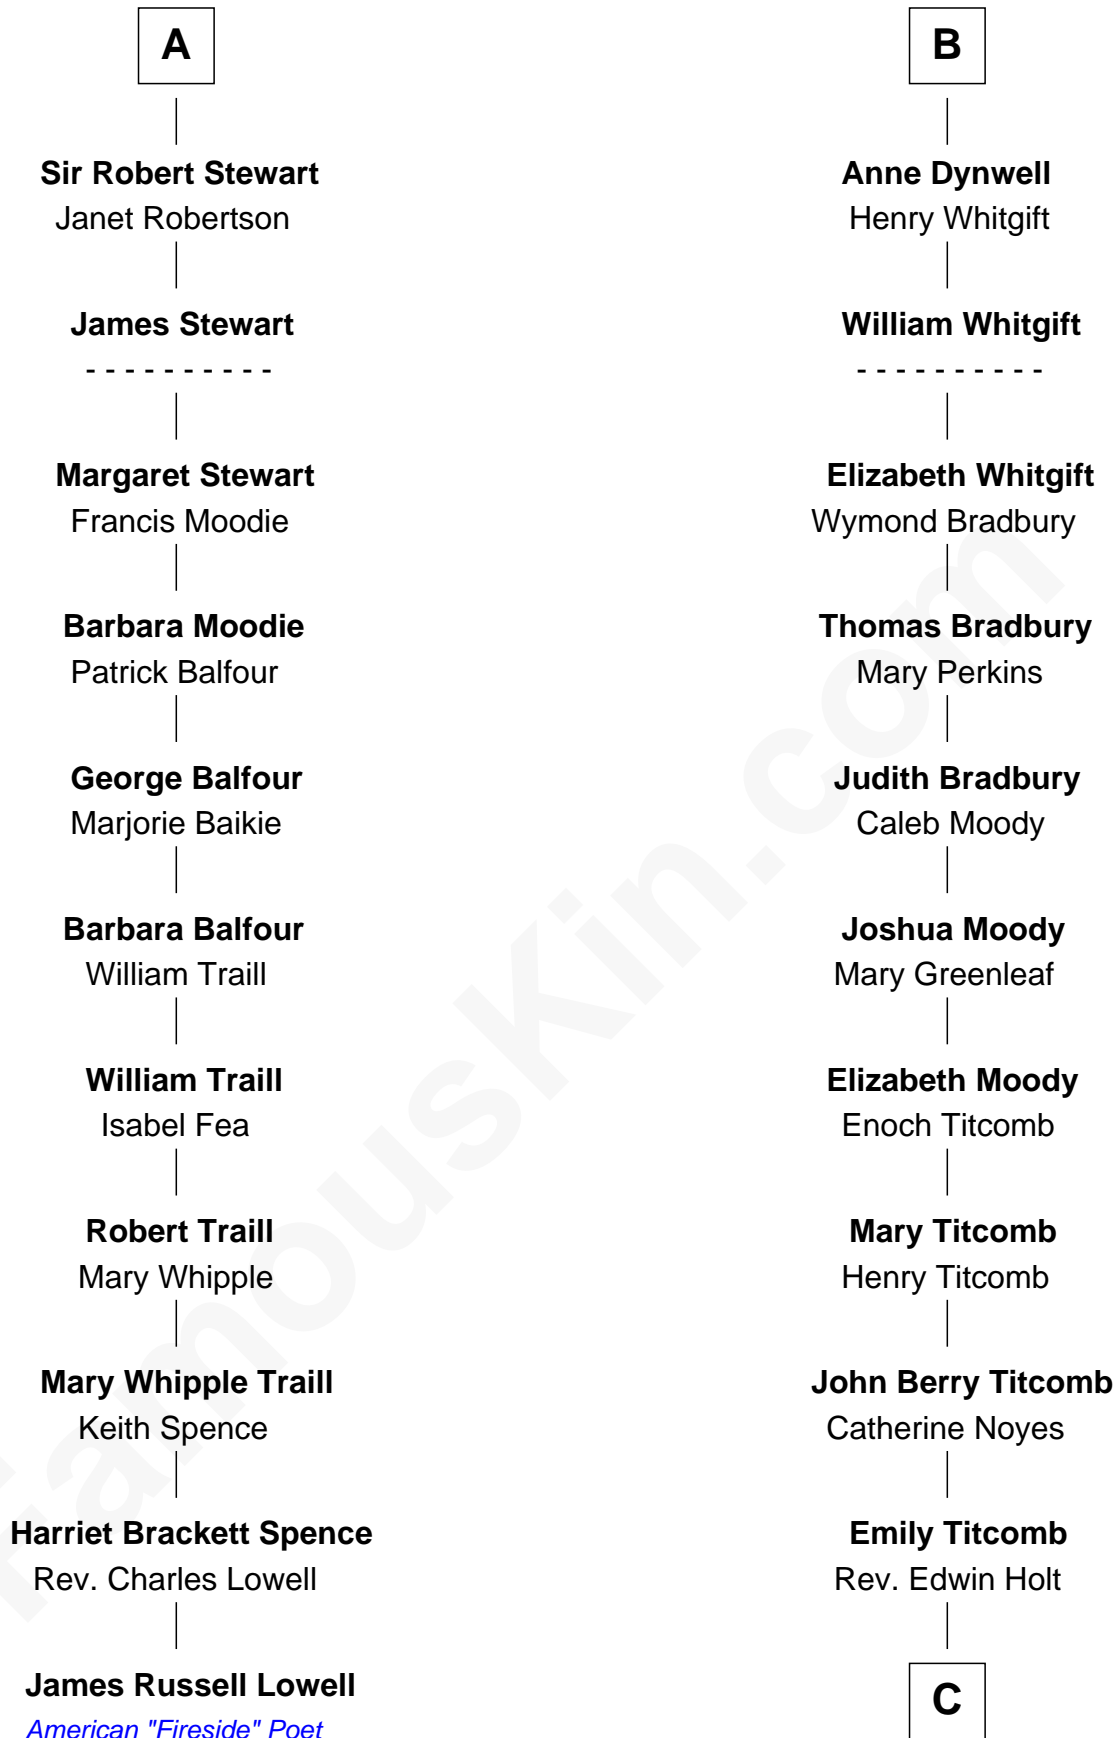 A
Sir Robert Stewart
Janet Robertson
James Stewart
- - - - - - - - - -
Margaret Stewart
Francis Moodie
Barbara Moodie
Patrick Balfour
George Balfour
Marjorie Baikie
Barbara Balfour
William Traill
William Traill
Isabel Fea
Robert Traill
Mary Whipple
Mary Whipple Traill
Keith Spence
Harriet Brackett Spence
Rev. Charles Lowell
James Russell Lowell
American "Fireside" Poet
B
Anne Dynwell
Henry Whitgift
William Whitgift
- - - - - - - - - -
Elizabeth Whitgift
Wymond Bradbury
Thomas Bradbury
Mary Perkins
Judith Bradbury
Caleb Moody
Joshua Moody
Mary Greenleaf
Elizabeth Moody
Enoch Titcomb
Mary Titcomb
Henry Titcomb
John Berry Titcomb
Catherine Noyes
Emily Titcomb
Rev. Edwin Holt
C
FamousKin.com